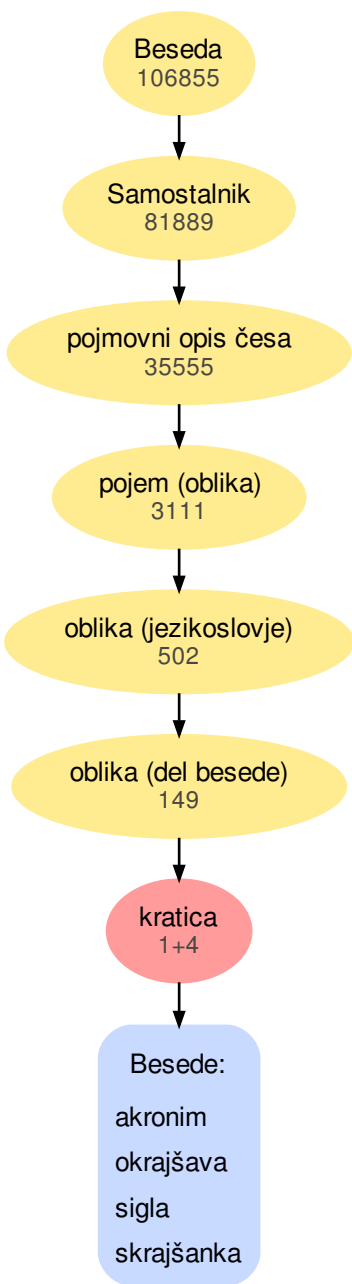 Beseda
106855
Samostalnik
81889
pojmovni opis česa
35555
pojem (oblika)
3111
oblika (jezikoslovje)
502
oblika (del besede)
149
kratica
1+4
Besede:
akronim
okrajšava
sigla
skrajšanka